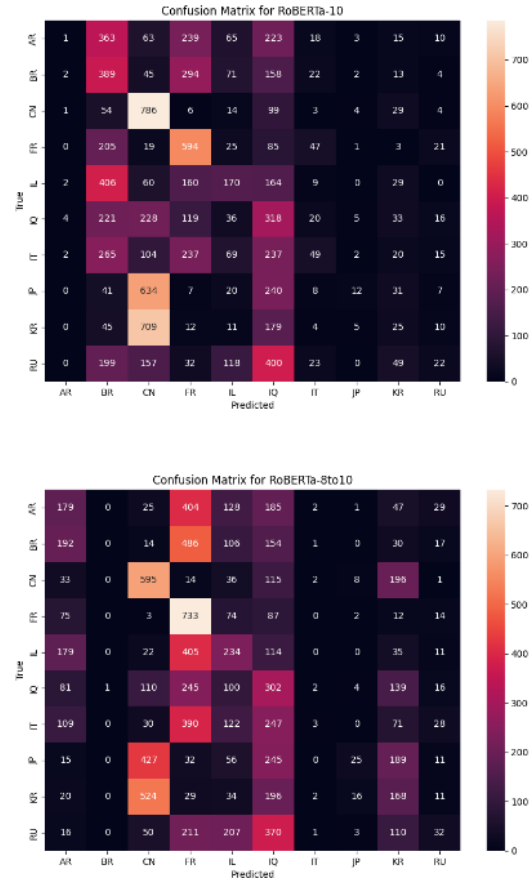 Confusion Matrix for RoBERTa-10
AR 1 363 63 239 65 223 18 3 15 10
BR 2 389 45 294 71 158 22 2 13 4
CN 1 54 786 6 14 99 3 4 29 4
FR 0 205 19 594 25 85 47 1 3 21
IL 2 406 60 160 170 164 9 0 29 0
IQ 4 221 228 119 36 318 20 5 33 16
IT 2 265 104 237 69 237 49 2 20 15
JP 0 41 634 7 20 240 8 12 31 7
KR 0 45 709 12 11 179 4 5 25 10
RU 0 199 157 32 118 400 23 0 49 22
AR BR CN FR IL IQ IT JP KR RU
True
Predicted
700
600
500
400
300
200
100
0
Confusion Matrix for RoBERTa-8to10
AR 179 0 25 404 128 185 2 1 47 29
BR 192 0 14 486 106 154 1 0 30 17
CN 33 0 595 14 36 115 2 8 196 1
FR 75 0 3 733 74 87 0 2 12 14
IL 179 0 22 405 234 114 0 0 35 11
IQ 81 1 110 245 100 302 2 4 139 16
IT 109 0 30 390 122 247 3 0 71 28
JP 15 0 427 32 56 245 0 25 189 11
KR 20 0 524 29 34 196 2 16 168 11
RU 16 0 50 211 207 370 1 3 110 32
AR BR CN FR IL IQ IT JP KR RU
True
Predicted
700
600
500
400
300
200
100
0